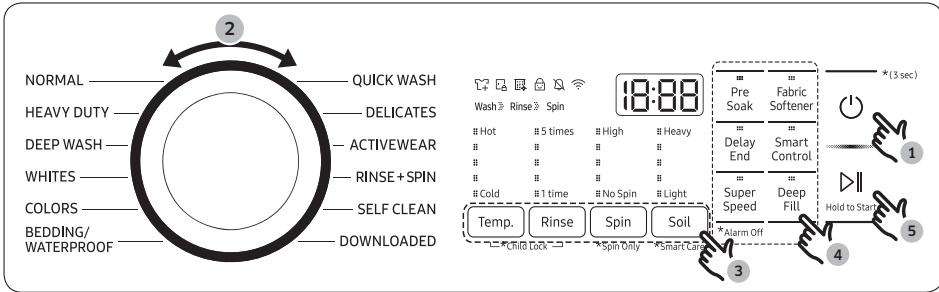 2
NORMAL
HEAVY DUTY
DEEP WASH
WHITES
COLORS
BEDDING/
WATERPROOF
QUICK WASH
DELICATES
ACTIVEWEAR
RINSE + SPIN
SELF CLEAN
DOWNLOADED
18:88
Wash Rinse Spin
Hot 5 times High Heavy
Cold 1 time No Spin Light
Temp. Rinse Spin Soil
*Child Lock *Spin Only *Smart Care
3
Pre
Soak
Fabric
Softener
Delay
End
Smart
Control
Super
Speed
Deep
Fill
*Alarm Off
4
*(3 sec)
1
Hold to Start
5